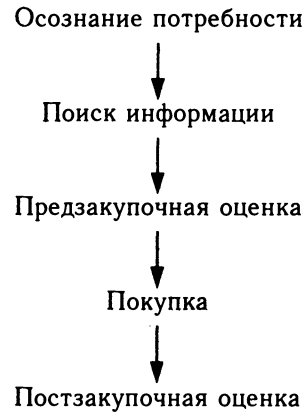 Осознание потребности
Поиск информации
Предзакупочная оценка
Покупка
Постзакупочная оценка